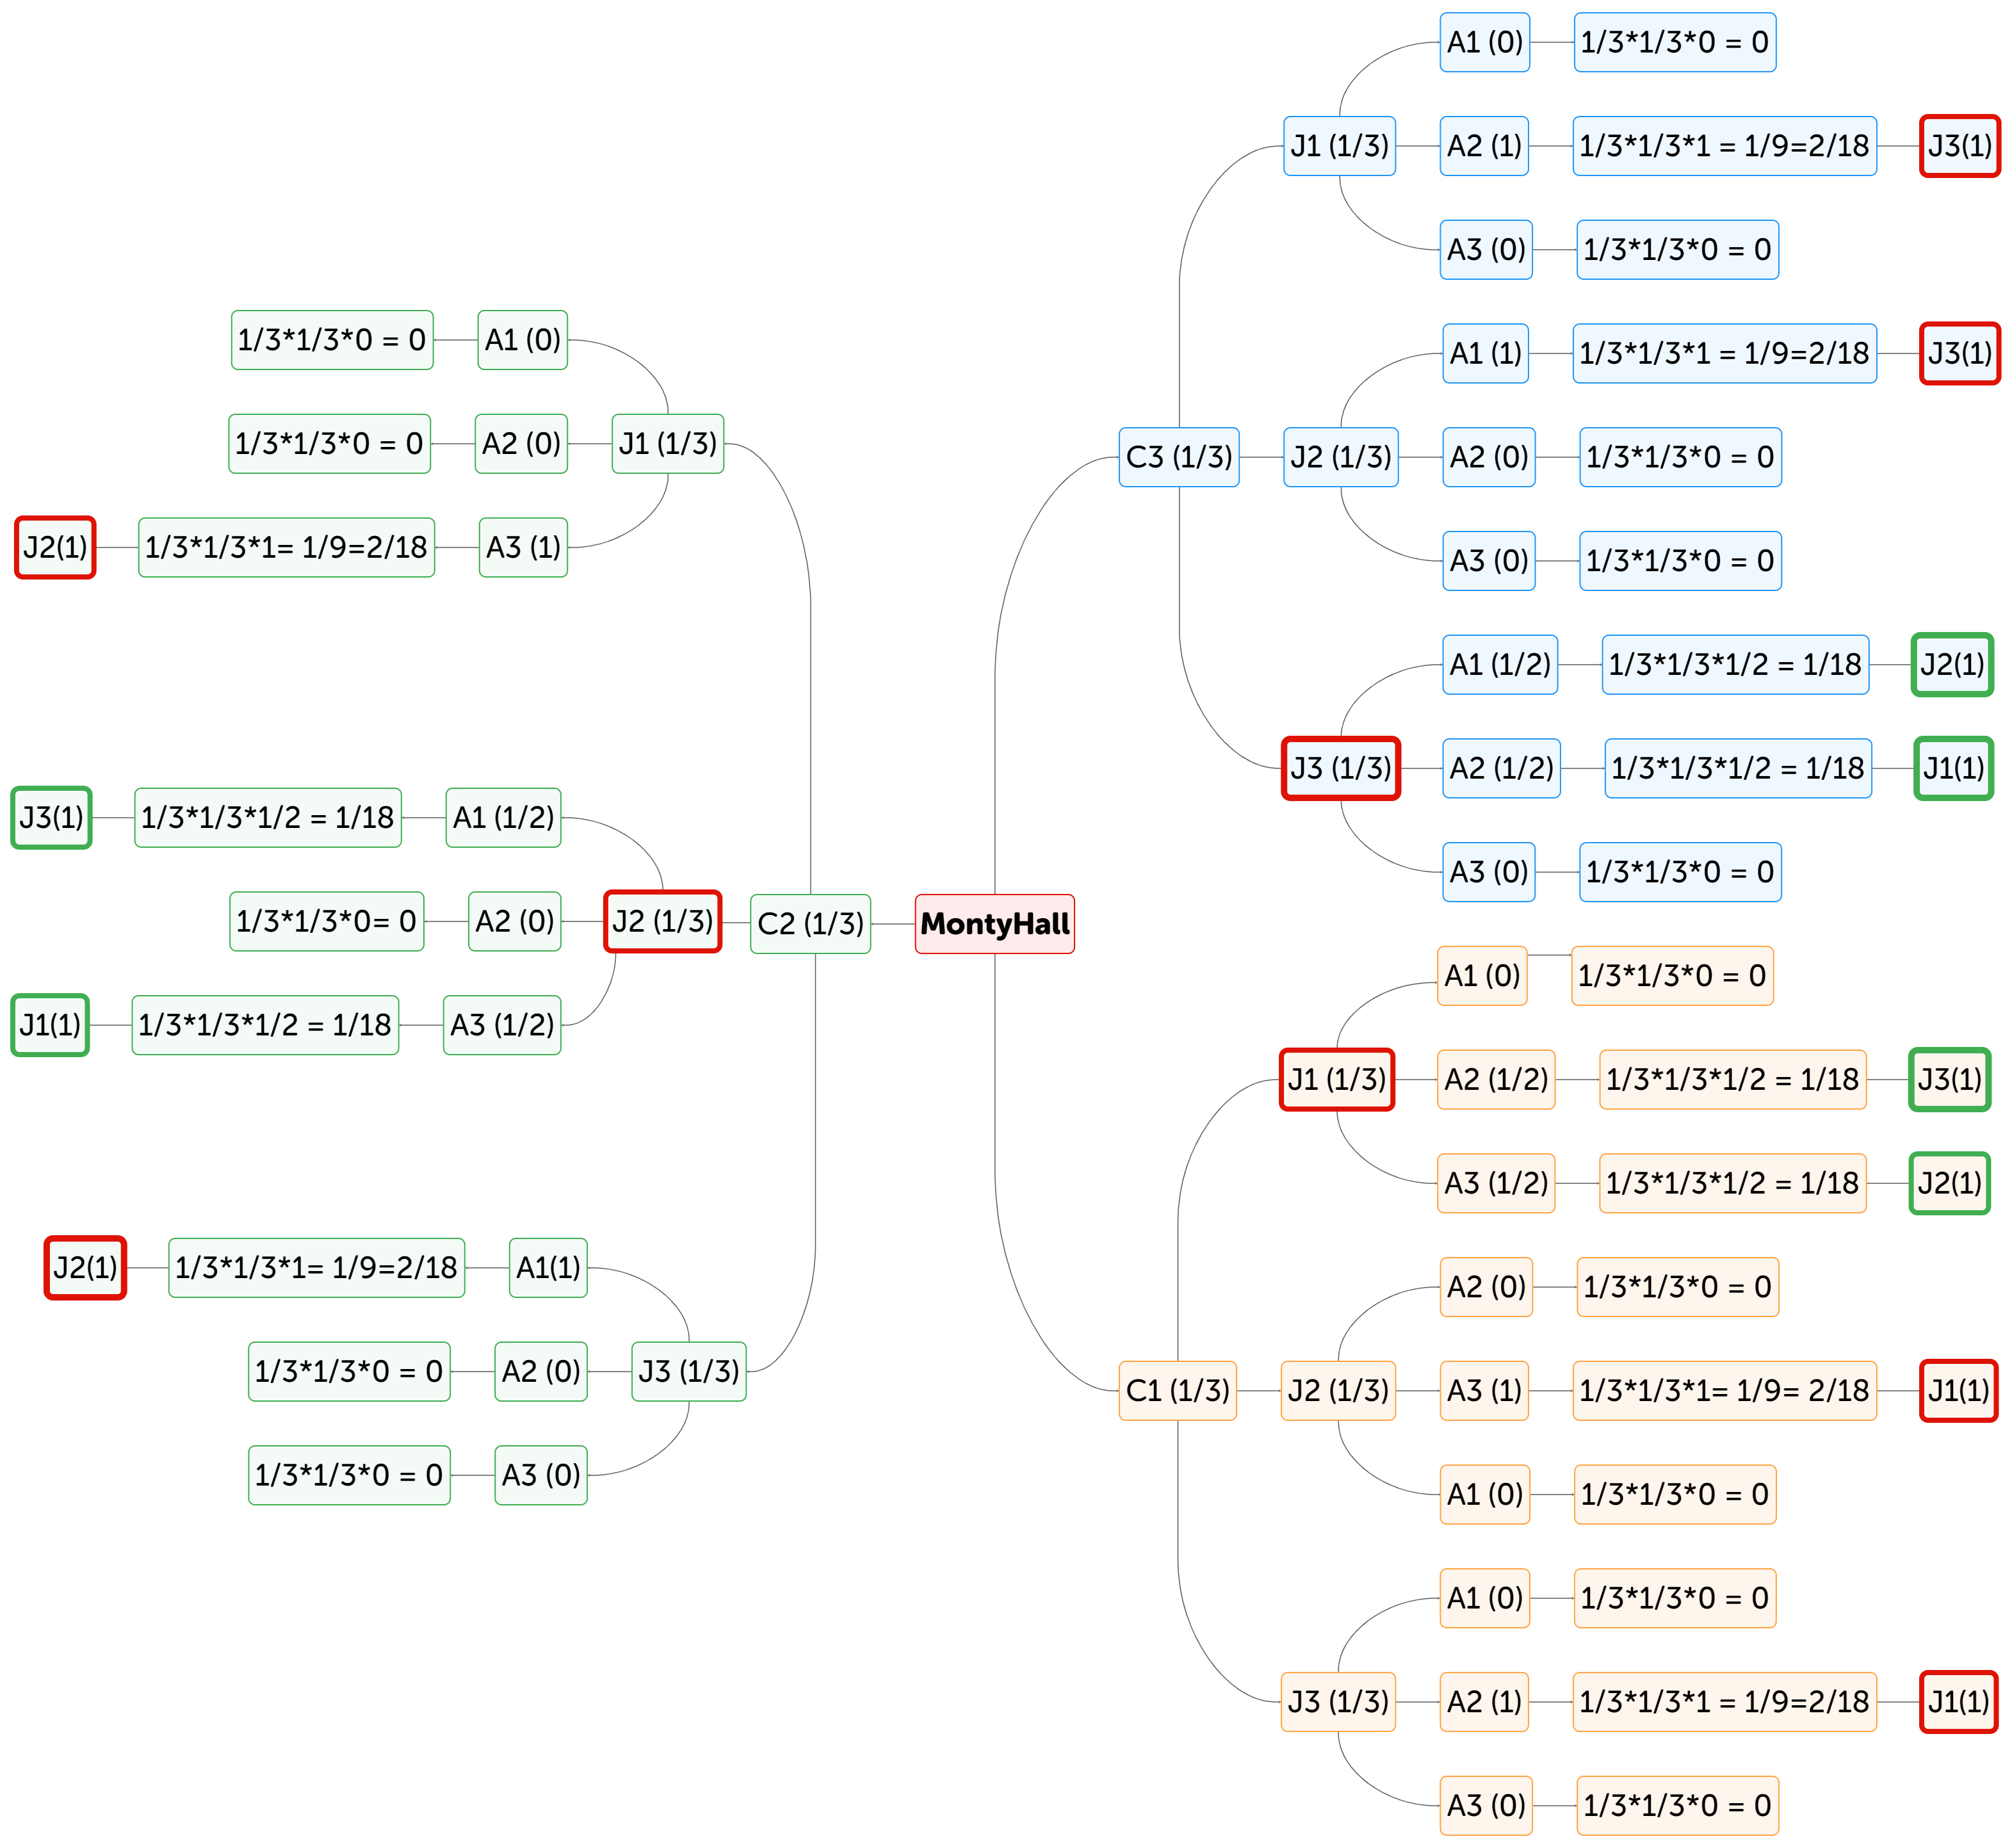 MontyHall
C3 (1/3)
J1 (1/3)
A1 (0)
1/3*1/3*0 = 0
A2 (1)
1/3*1/3*1 = 1/9=2/18
J3(1)
A3 (0)
1/3*1/3*0 = 0
J2 (1/3)
A1 (1)
1/3*1/3*1 = 1/9=2/18
J3(1)
A2 (0)
1/3*1/3*0 = 0
A3 (0)
1/3*1/3*0 = 0
J3 (1/3)
A1 (1/2)
1/3*1/3*1/2 = 1/18
J2(1)
A2 (1/2)
1/3*1/3*1/2 = 1/18
J1(1)
A3 (0)
1/3*1/3*0 = 0
C1 (1/3)
J1 (1/3)
A1 (0)
1/3*1/3*0 = 0
A2 (1/2)
1/3*1/3*1/2 = 1/18
J3(1)
A3 (1/2)
1/3*1/3*1/2 = 1/18
J2(1)
J2 (1/3)
A2 (0)
1/3*1/3*0 = 0
A3 (1)
1/3*1/3*1= 1/9= 2/18
J1(1)
A1 (0)
1/3*1/3*0 = 0
J3 (1/3)
A1 (0)
1/3*1/3*0 = 0
A2 (1)
1/3*1/3*1 = 1/9=2/18
J1(1)
A3 (0)
1/3*1/3*0 = 0
C2 (1/3)
J1 (1/3)
A1 (0)
1/3*1/3*0 = 0
A2 (0)
1/3*1/3*0 = 0
A3 (1)
1/3*1/3*1= 1/9=2/18
J2(1)
J2 (1/3)
A1 (1/2)
1/3*1/3*1/2 = 1/18
J3(1)
A2 (0)
1/3*1/3*0= 0
A3 (1/2)
1/3*1/3*1/2 = 1/18
J1(1)
J3 (1/3)
A1(1)
1/3*1/3*1= 1/9=2/18
J2(1)
A2 (0)
1/3*1/3*0 = 0
A3 (0)
1/3*1/3*0 = 0